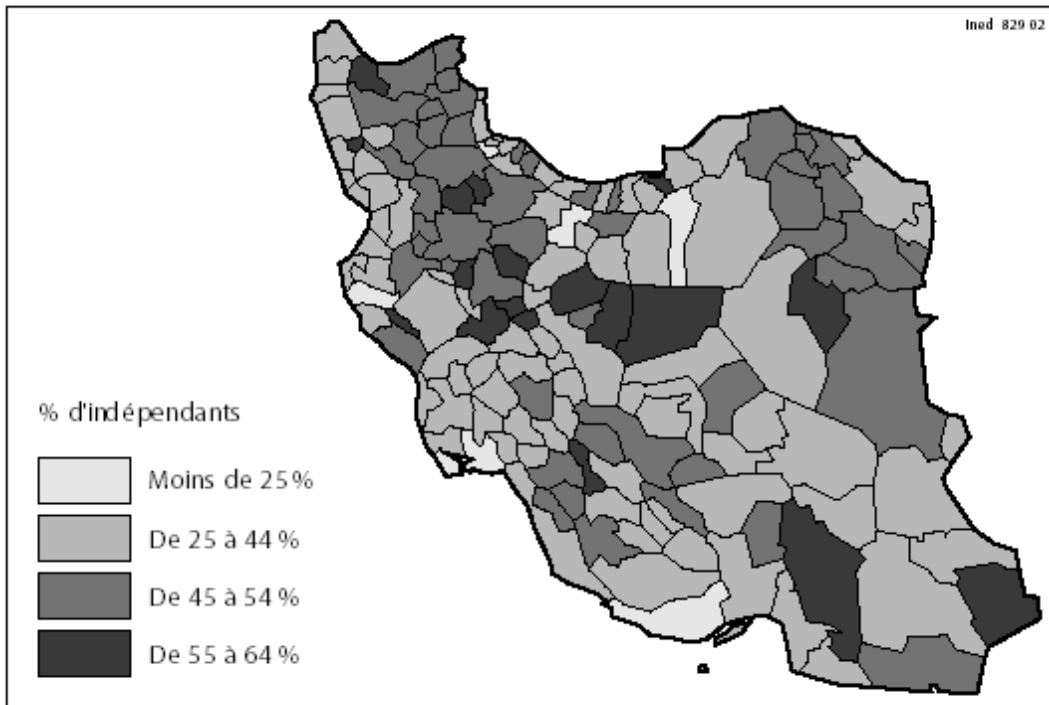 Ined 829 02
% d'indépendants
Moins de 25 %
De 25 à 44 %
De 45 à 54 %
De 55 à 64 %